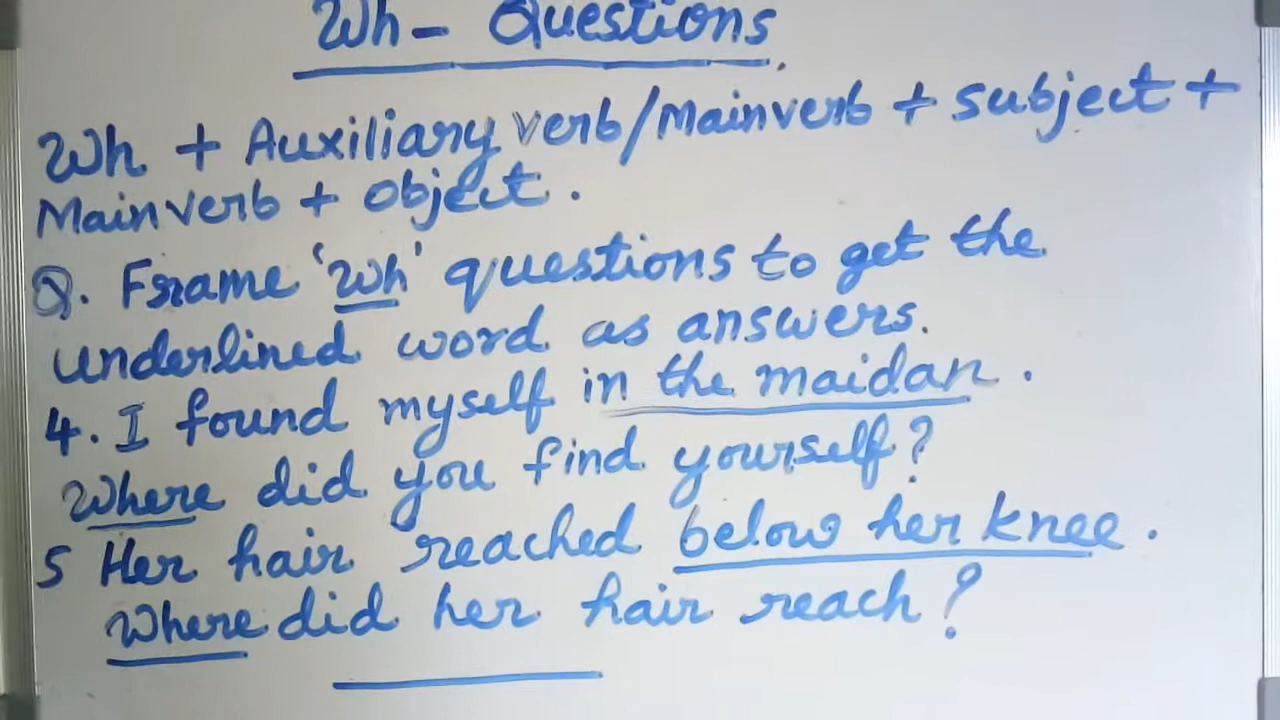 Wh - Questions
Wh + Auxiliary verb/Mainverb + subject +
Mainverb + Object.
Q. Frame 'Wh' questions to get the
underlined word as answers.
4. I found myself in the maidan.
Where did you find yourself?
5 Her hair reached below her knee.
Where did her hair reach?